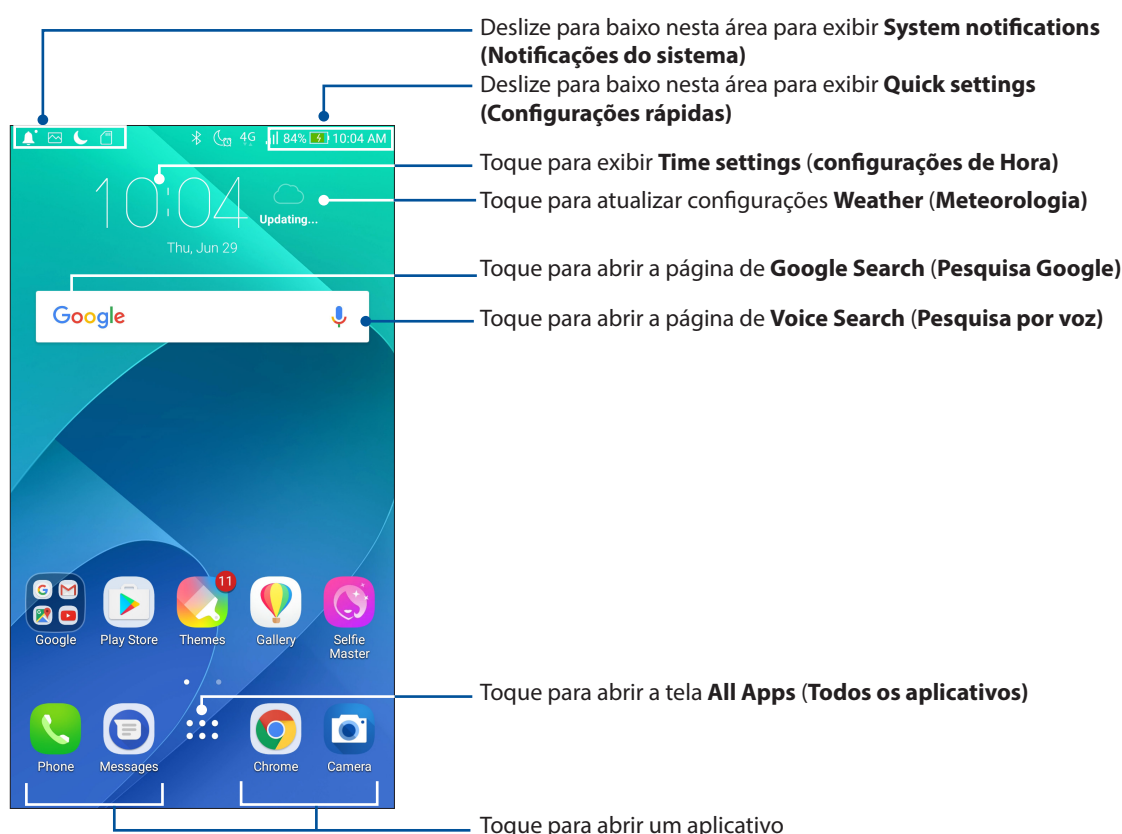 Deslize para baixo nesta área para exibir System notifications
(Notificações do sistema)
Deslize para baixo nesta área para exibir Quick settings
(Configurações rápidas)
4G 84% 10:04 AM
10:04
Updating...
Thu, Jun 29
Toque para exibir Time settings (configurações de Hora)
Toque para atualizar configurações Weather (Meteorologia)
Toque para abrir a página de Google Search (Pesquisa Google)
Google
Toque para abrir a página de Voice Search (Pesquisa por voz)
11
Google Play Store Themes Gallery Selfie
Master
Toque para abrir a tela All Apps (Todos os aplicativos)
Phone Messages Chrome Camera
Toque para abrir um aplicativo